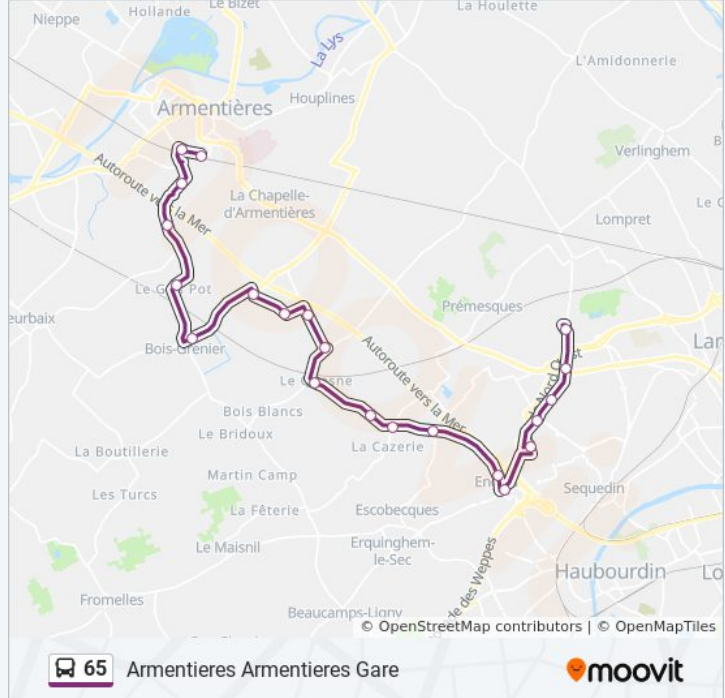 Le Bizet
La Houlette
Hollande
Nieppe
La Lys
L'Amidonnerie
Houplines
Armentières
Verlinghem
Autoroute vers la Mer
La Chapelle-
d'Armentières
Lompret
Prémesques
Bois-Grenier
Autoroute vers la Mer
Bois Blancs
Le Bridoux
La Cazerie
La Boutillerie
Martin Camp
Les Turcs
La Fêterie
Escobecques
Sequedin
Le Maisnil
Erquinghem-
le-Sec
Haubourdin
Fromelles
Beaucamps-Ligny
© OpenStreetMap contributors | © OpenMapTiles
65 Armentieres Armentieres Gare
moovit